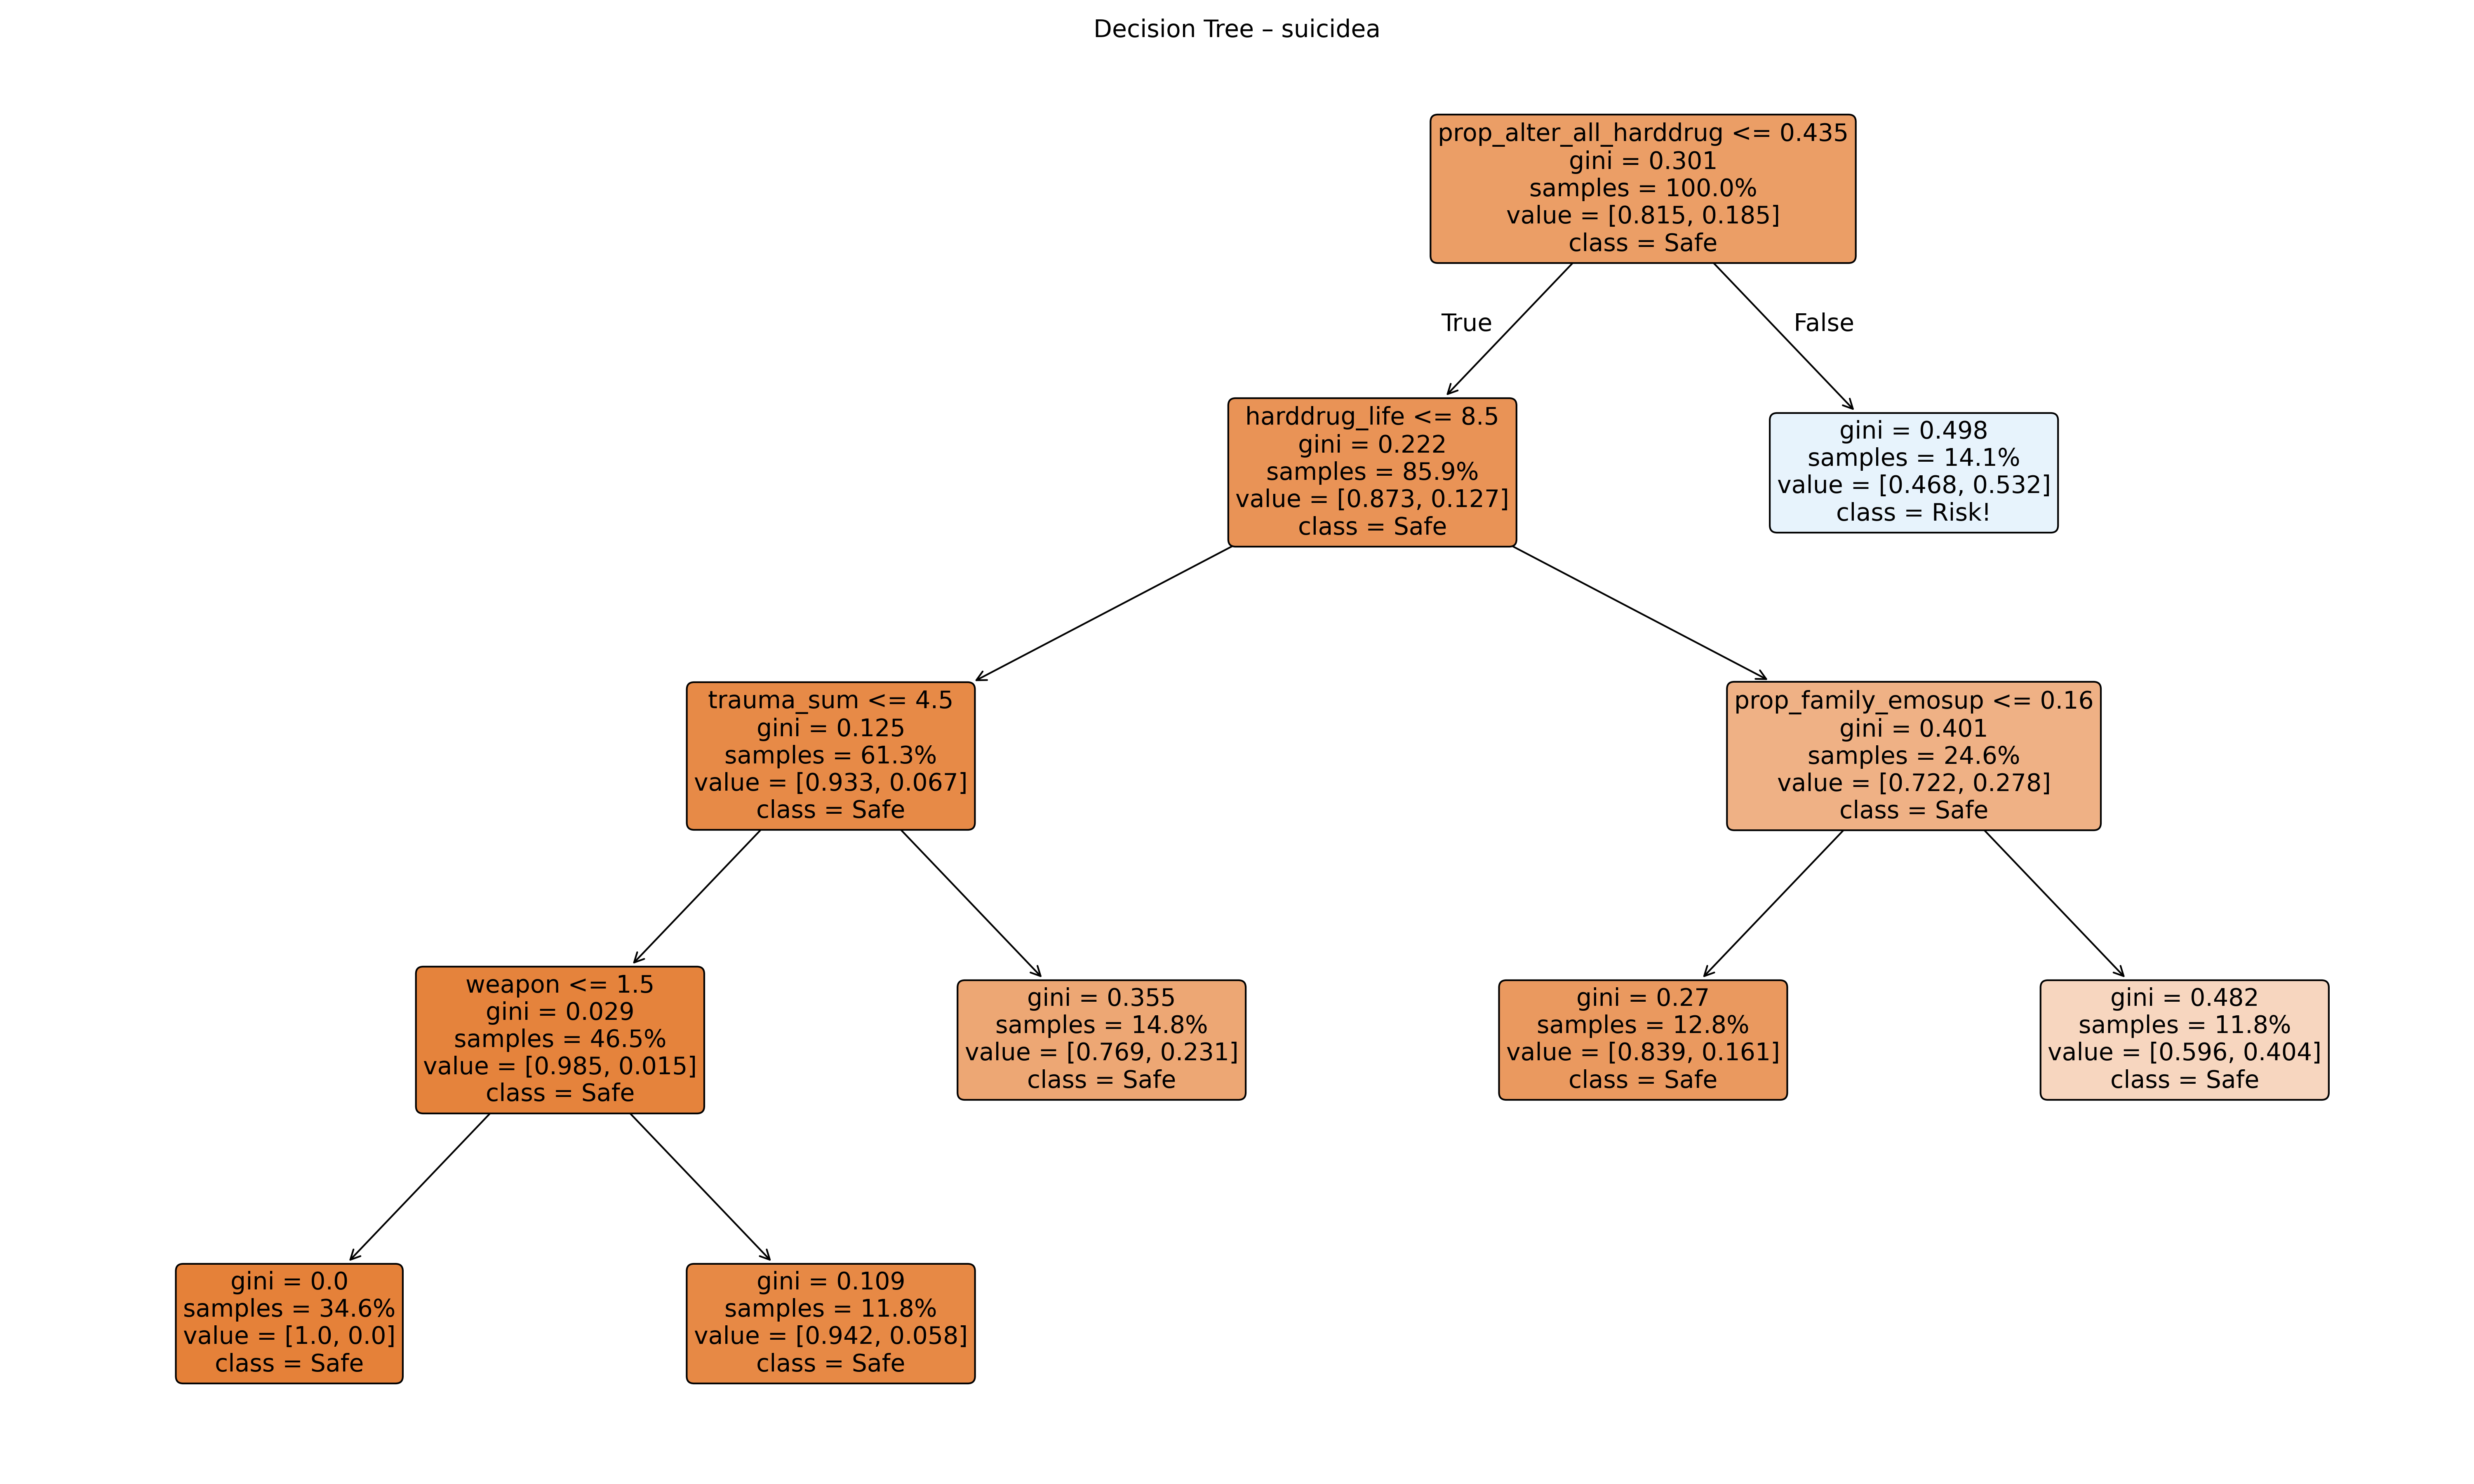 Decision Tree – suicidea
prop_alter_all_harddrug <= 0.435
gini = 0.301
samples = 100.0%
value = [0.815, 0.185]
class = Safe
True
False
harddrug_life <= 8.5
gini = 0.222
samples = 85.9%
value = [0.873, 0.127]
class = Safe
gini = 0.498
samples = 14.1%
value = [0.468, 0.532]
class = Risk!
trauma_sum <= 4.5
gini = 0.125
samples = 61.3%
value = [0.933, 0.067]
class = Safe
prop_family_emosup <= 0.16
gini = 0.401
samples = 24.6%
value = [0.722, 0.278]
class = Safe
weapon <= 1.5
gini = 0.029
samples = 46.5%
value = [0.985, 0.015]
class = Safe
gini = 0.355
samples = 14.8%
value = [0.769, 0.231]
class = Safe
gini = 0.27
samples = 12.8%
value = [0.839, 0.161]
class = Safe
gini = 0.482
samples = 11.8%
value = [0.596, 0.404]
class = Safe
gini = 0.0
samples = 34.6%
value = [1.0, 0.0]
class = Safe
gini = 0.109
samples = 11.8%
value = [0.942, 0.058]
class = Safe